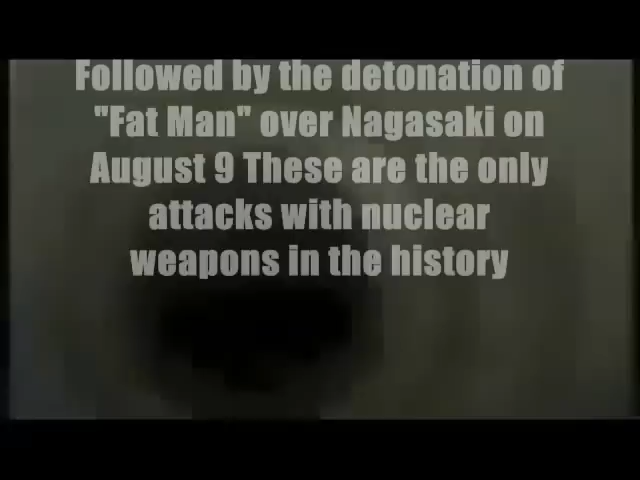 Followed by the detonation of
"Fat Man" over Nagasaki on
August 9 These are the only
attacks with nuclear
weapons in the history